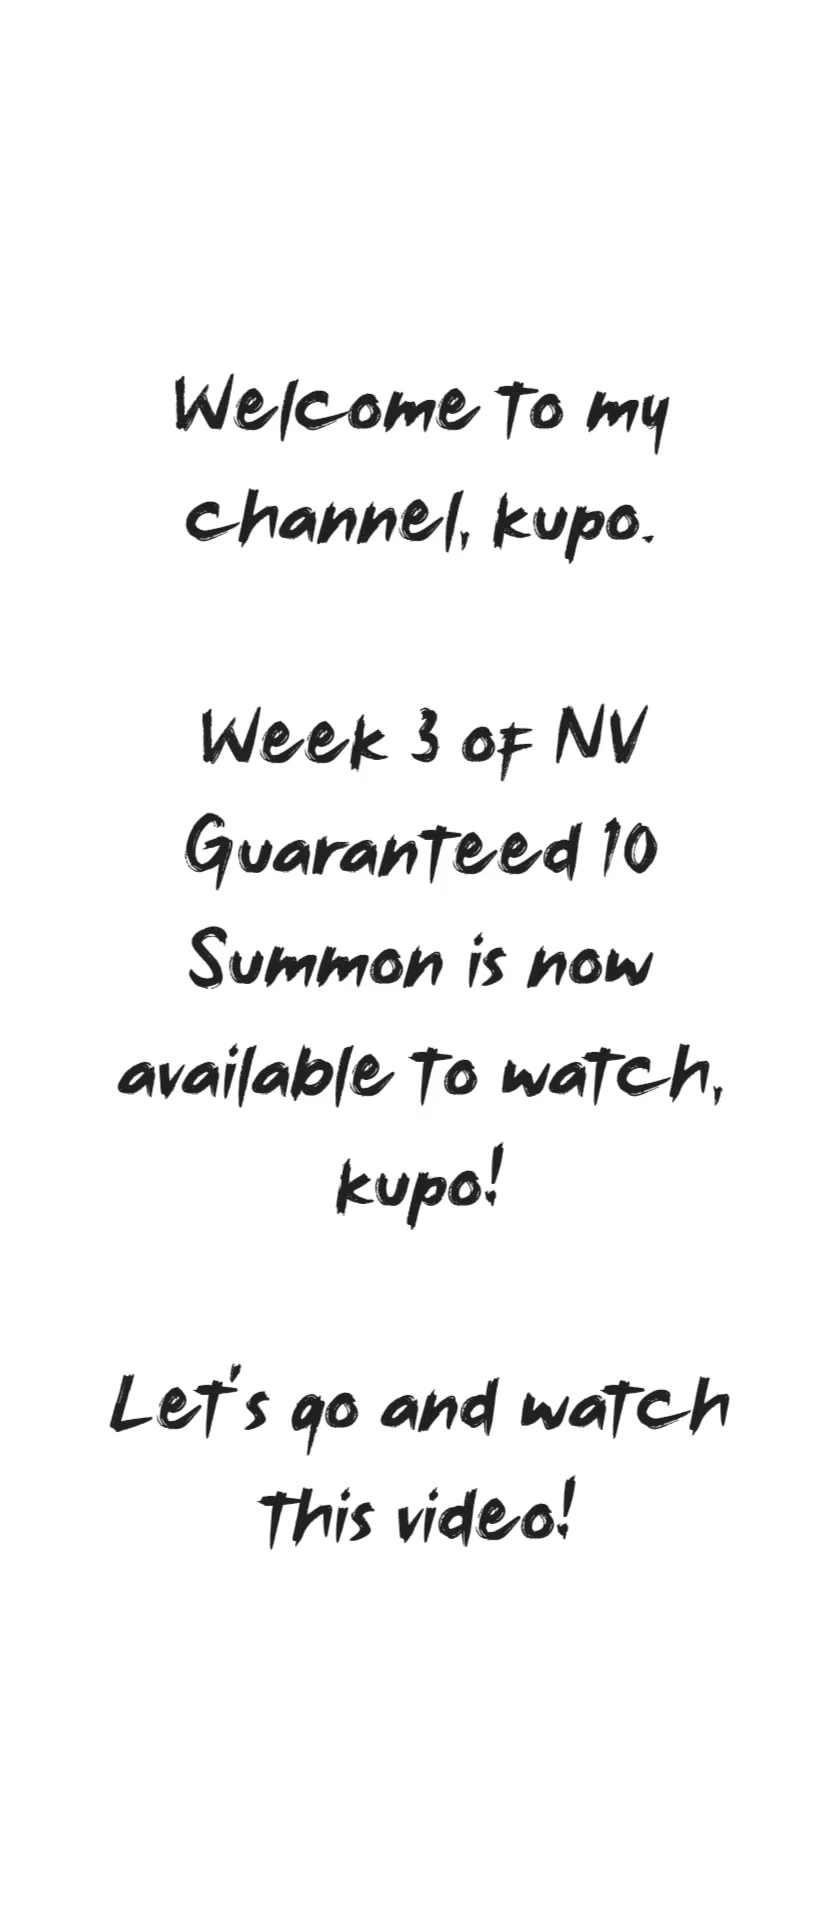 Welcome to my
channel, kupo.
Week 3 of NV
Guaranteed 10
Summon is now
available to watch,
kupo!
Let's go and watch
this video!